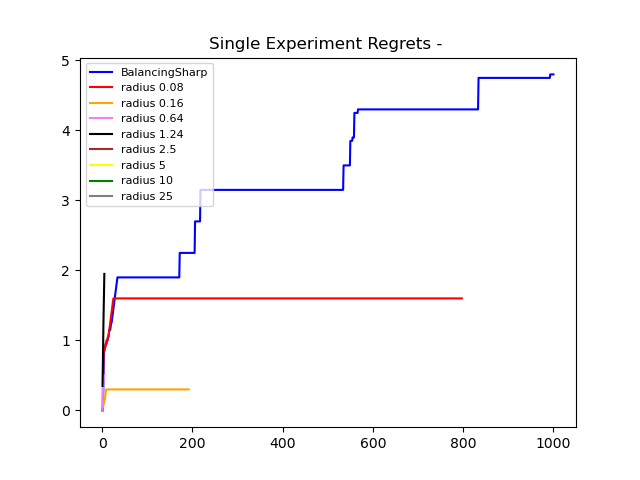 Single Experiment Regrets -
BalancingSharp
radius 0.08
radius 0.16
radius 0.64
radius 1.24
radius 2.5
radius 5
radius 10
radius 25
5
4
3
2
1
0
0 200 400 600 800 1000